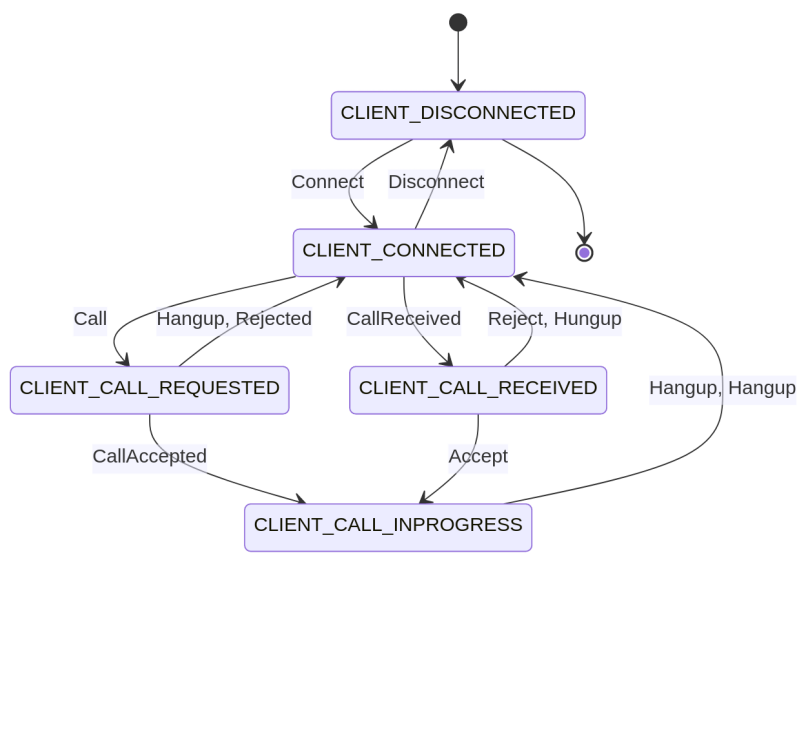 CLIENT_DISCONNECTED
Connect
Disconnect
CLIENT_CONNECTED
Call
Hangup, Rejected
CallReceived
Reject, Hungup
CLIENT_CALL_REQUESTED
CLIENT_CALL_RECEIVED
Hangup, Hangup
CallAccepted
Accept
CLIENT_CALL_INPROGRESS